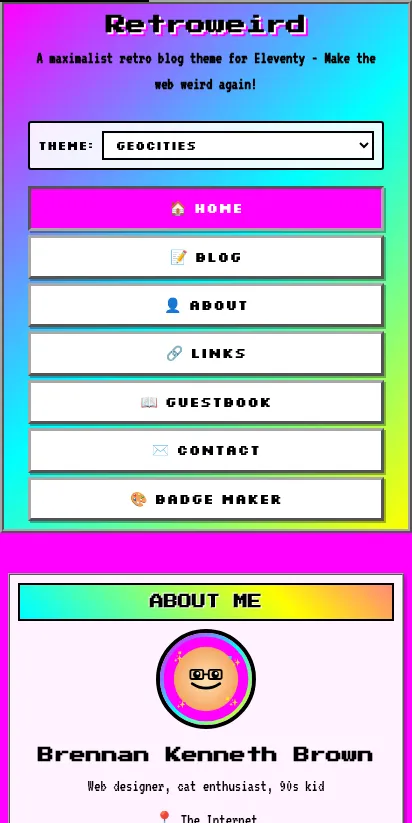 Retroweird
A maximalist retro blog theme for Eleventy - Make the
web weird again!
THEME: GEOCITIES
🏠 HOME
📝 BLOG
👤 ABOUT
🔗 LINKS
📖 GUESTBOOK
✉️ CONTACT
🎨 BADGE MAKER
ABOUT ME
Brennan Kenneth Brown
Web designer, cat enthusiast, 90s kid
📍 The Internet